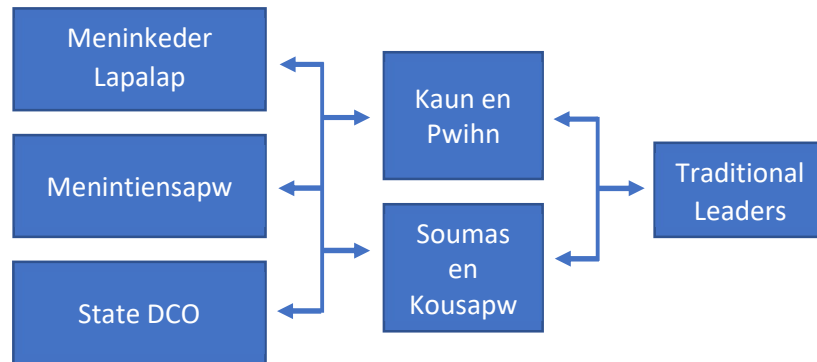 Meninkeder
Lapalap
Menintiensapw
State DCO
Kaun en
Pwihn
Soumas
en
Kousapw
Traditional
Leaders